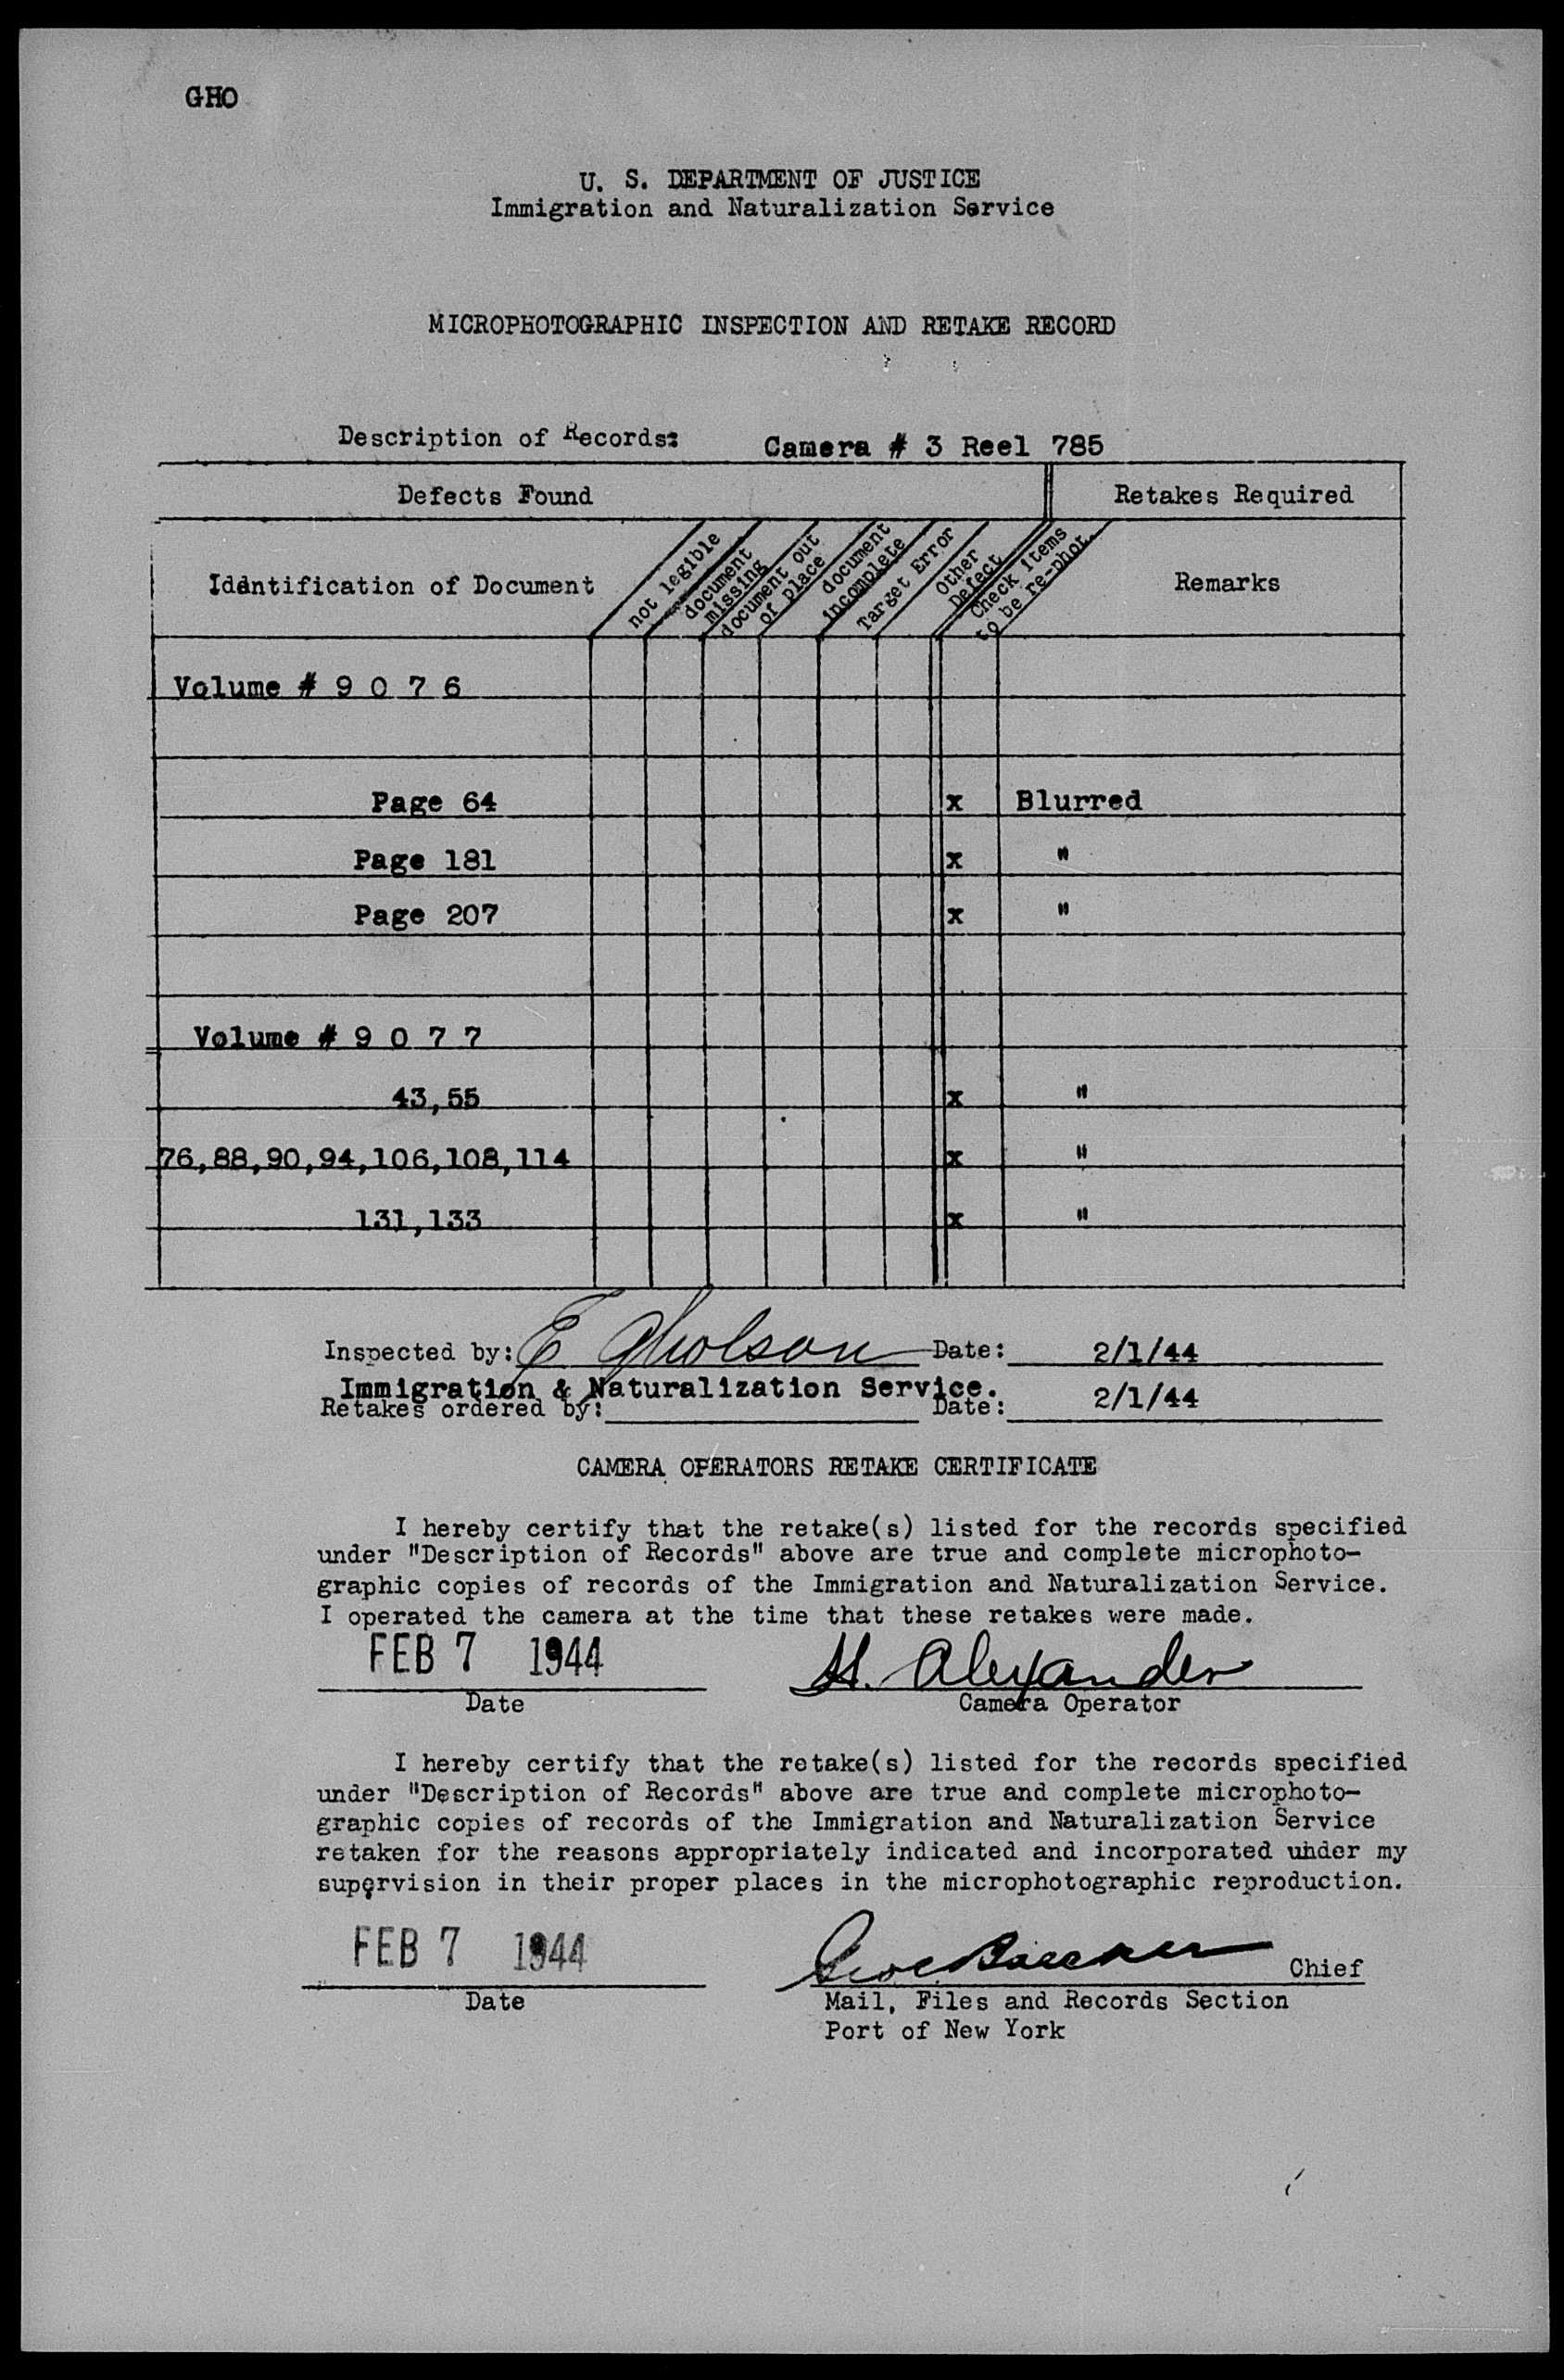 GHO
U. S. DEPARTMENT OF JUSTICE
Immigration and Naturalization Service
MICROPHOTOGRAPHIC INSPECTION AND RETAKE RECORD
Description of Records: Camera # 3 Reel 785
Defects Found Retakes Required
Idéntification of Document not legible document missing document out of place document incomplete Target Error Other Defect Check items to be re-phot. Remarks
Volume # 9 0 7 6
Page 64 x Blurred
Page 181 x "
Page 207 x "
Volume # 9 0 7 7
43,55 x "
76,88,90,94,106,108,114 x "
131,133 x "
Inspected by: E Gholson Date: 2/1/44
Immigration & Naturalization Service.
Retakes ordered by: Date: 2/1/44
CAMERA OPERATORS RETAKE CERTIFICATE
I hereby certify that the retake(s) listed for the records specified
under "Description of Records" above are true and complete microphoto-
graphic copies of records of the Immigration and Naturalization Service.
I operated the camera at the time that these retakes were made.
FEB 7 1944 H. Alexander
Date Camera Operator
I hereby certify that the retake(s) listed for the records specified
under "Description of Records" above are true and complete microphoto-
graphic copies of records of the Immigration and Naturalization Service
retaken for the reasons appropriately indicated and incorporated under my
supervision in their proper places in the microphotographic reproduction.
FEB 7 1944 Chief
Date Mail, Files and Records Section
Port of New York